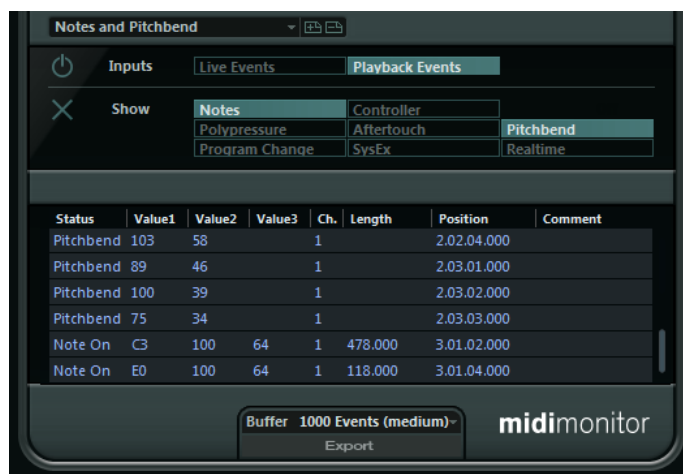 Notes and Pitchbend
Inputs Live Events Playback Events
Show Notes Controller
Polypressure Aftertouch Pitchbend
Program Change SysEx Realtime
Status Value1 Value2 Value3 Ch. Length Position Comment
Pitchbend 103 58 1 2.02.04.000
Pitchbend 89 46 1 2.03.01.000
Pitchbend 100 39 1 2.03.02.000
Pitchbend 75 34 1 2.03.03.000
Note On C3 100 64 1 478.000 3.01.02.000
Note On E0 100 64 1 118.000 3.01.04.000
Buffer 1000 Events (medium)
Export
midimonitor